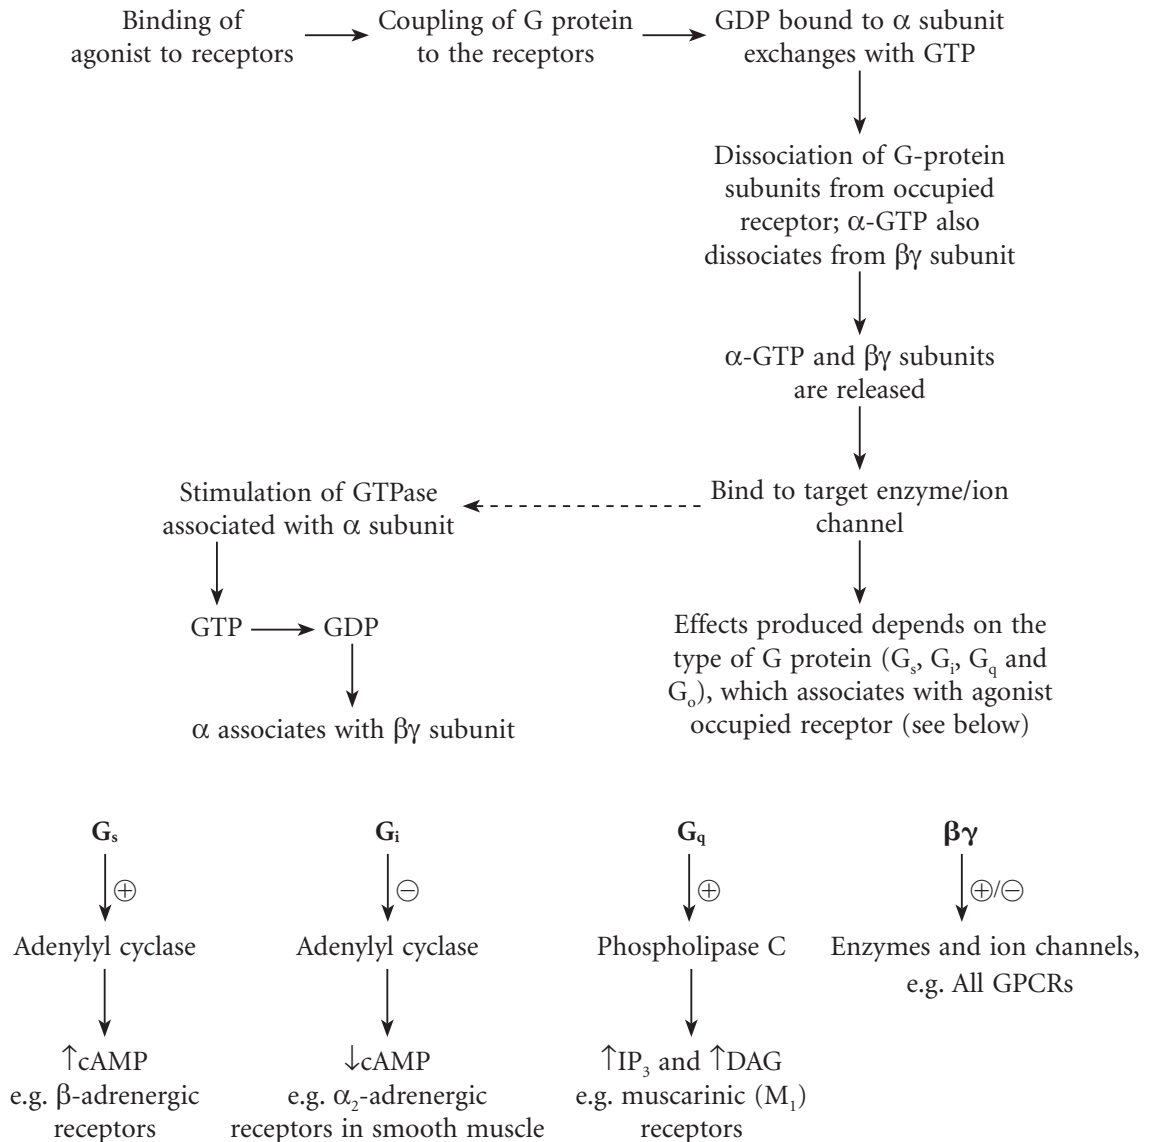 Binding of
agonist to receptors
Coupling of G protein
to the receptors
GDP bound to α subunit
exchanges with GTP
Dissociation of G-protein
subunits from occupied
receptor; α-GTP also
dissociates from βγ subunit
α-GTP and βγ subunits
are released
Bind to target enzyme/ion
channel
Stimulation of GTPase
associated with α subunit
GTP → GDP
α associates with βγ subunit
Effects produced depends on the
type of G protein (Gₛ, Gᵢ, G_q and
Gₒ), which associates with agonist
occupied receptor (see below)
Gₛ
⊕
Adenylyl cyclase
↑cAMP
e.g. β-adrenergic
receptors
Gᵢ
⊖
Adenylyl cyclase
↓cAMP
e.g. α₂-adrenergic
receptors in smooth muscle
G_q
⊕
Phospholipase C
↑IP₃ and ↑DAG
e.g. muscarinic (M₁)
receptors
βγ
⊕/⊖
Enzymes and ion channels,
e.g. All GPCRs